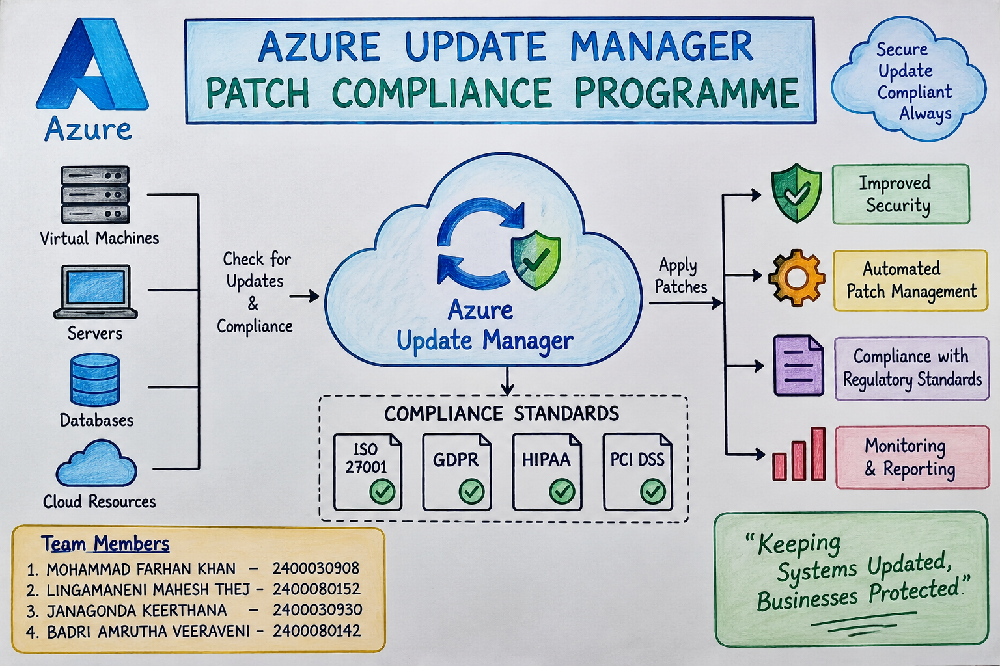 Azure
AZURE UPDATE MANAGER
PATCH COMPLIANCE PROGRAMME
Secure
Update
Compliant
Always
Virtual Machines
Servers
Databases
Cloud Resources
Check for
Updates
&
Compliance
Azure
Update Manager
Apply
Patches
Improved
Security
Automated
Patch Management
Compliance with
Regulatory Standards
Monitoring
& Reporting
COMPLIANCE STANDARDS
ISO
27001
GDPR
HIPAA
PCI DSS
Team Members
1. MOHAMMAD FARHAN KHAN – 2400030908
2. LINGAMANENI MAHESH THEJ – 2400080152
3. JANAGONDA KEERTHANA – 2400030930
4. BADRI AMRUTHA VEERAVENI – 2400080142
“Keeping
Systems Updated,
Businesses Protected.”